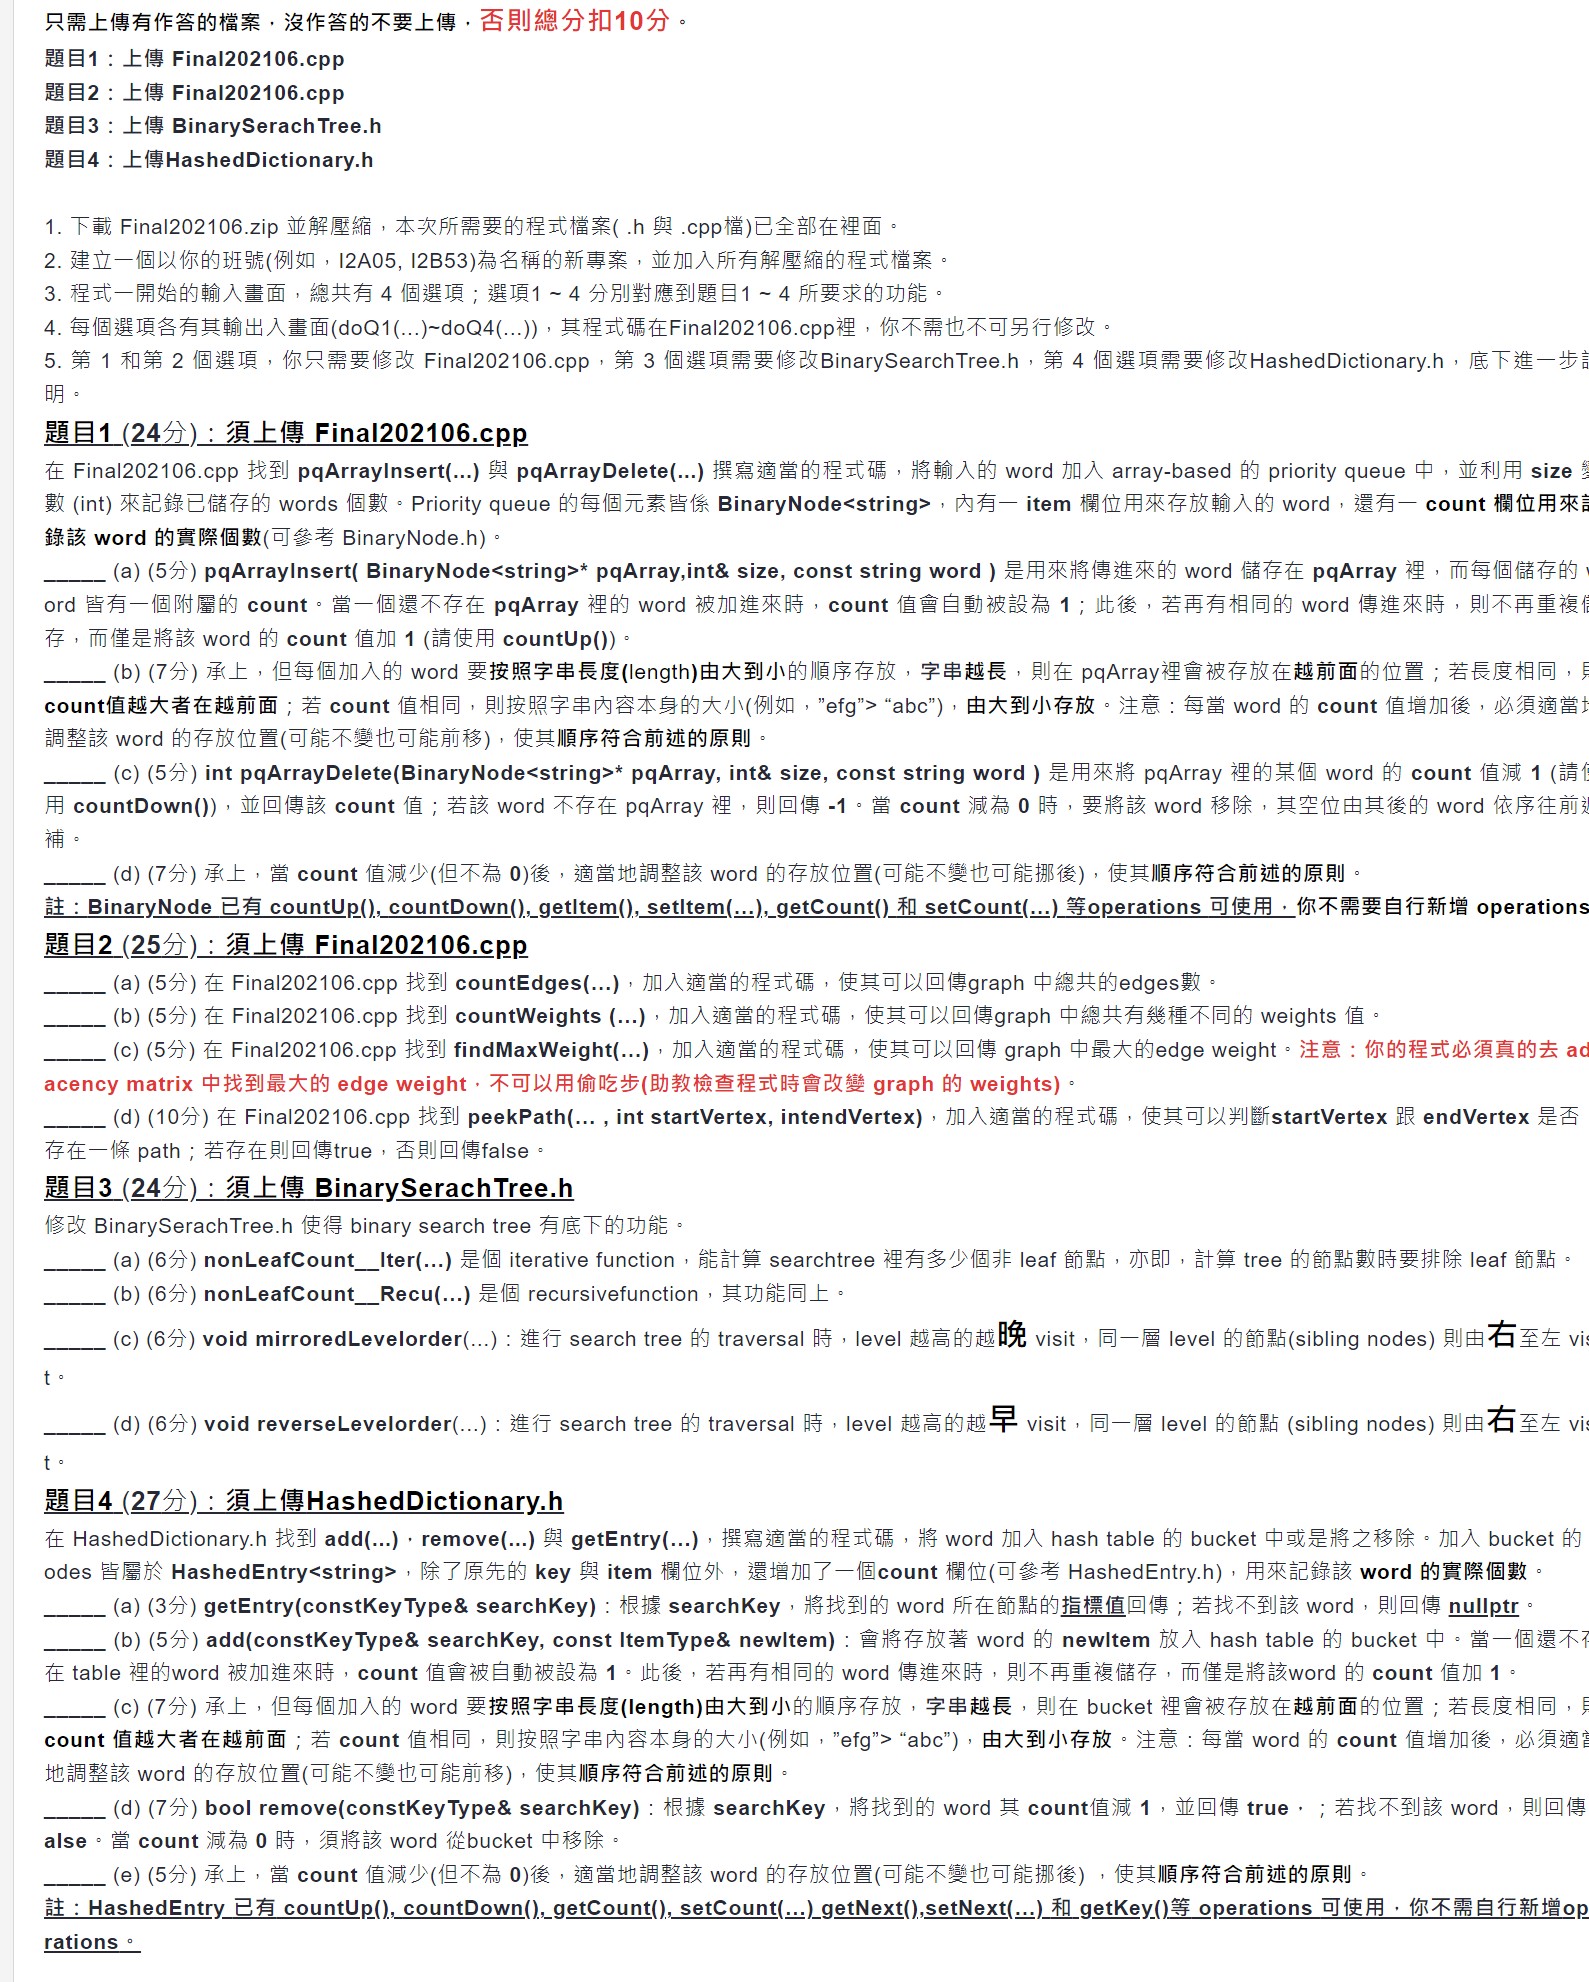 只需上傳有作答的檔案，沒作答的不要上傳，否則總分扣10分。
題目1：上傳 Final202106.cpp
題目2：上傳 Final202106.cpp
題目3：上傳 BinarySerachTree.h
題目4：上傳HashedDictionary.h
1. 下載 Final202106.zip 並解壓縮，本次所需要的程式檔案( .h 與 .cpp檔)已全部在裡面。
2. 建立一個以你的班號(例如，I2A05, I2B53)為名稱的新專案，並加入所有解壓縮的程式檔案。
3. 程式一開始的輸入畫面，總共有 4 個選項；選項1 ~ 4 分別對應到題目1 ~ 4 所要求的功能。
4. 每個選項各有其輸出入畫面(doQ1(...)~doQ4(...))，其程式碼在Final202106.cpp裡，你不需也不可另行修改。
5. 第 1 和第 2 個選項，你只需要修改 Final202106.cpp，第 3 個選項需要修改BinarySearchTree.h，第 4 個選項需要修改HashedDictionary.h，底下進一步說
明。
題目1 (24分)：須上傳 Final202106.cpp
在 Final202106.cpp 找到 pqArrayInsert(...) 與 pqArrayDelete(...) 撰寫適當的程式碼，將輸入的 word 加入 array-based 的 priority queue 中，並利用 size 變
數 (int) 來記錄已儲存的 words 個數。Priority queue 的每個元素皆係 BinaryNode<string>，內有一 item 欄位用來存放輸入的 word，還有一 count 欄位用來記
錄該 word 的實際個數(可參考 BinaryNode.h)。
_____ (a) (5分) pqArrayInsert( BinaryNode<string>* pqArray,int& size, const string word ) 是用來將傳進來的 word 儲存在 pqArray 裡，而每個儲存的 w
ord 皆有一個附屬的 count。當一個還不存在 pqArray 裡的 word 被加進來時，count 值會自動被設為 1；此後，若再有相同的 word 傳進來時，則不再重複儲
存，而僅是將該 word 的 count 值加 1 (請使用 countUp())。
_____ (b) (7分) 承上，但每個加入的 word 要按照字串長度(length)由大到小的順序存放，字串越長，則在 pqArray裡會被存放在越前面的位置；若長度相同，則
count值越大者在越前面；若 count 值相同，則按照字串內容本身的大小(例如，”efg”> “abc”)，由大到小存放。注意：每當 word 的 count 值增加後，必須適當地
調整該 word 的存放位置(可能不變也可能前移)，使其順序符合前述的原則。
_____ (c) (5分) int pqArrayDelete(BinaryNode<string>* pqArray, int& size, const string word ) 是用來將 pqArray 裡的某個 word 的 count 值減 1 (請使
用 countDown())，並回傳該 count 值；若該 word 不存在 pqArray 裡，則回傳 -1。當 count 減為 0 時，要將該 word 移除，其空位由其後的 word 依序往前遞
補。
_____ (d) (7分) 承上，當 count 值減少(但不為 0)後，適當地調整該 word 的存放位置(可能不變也可能挪後)，使其順序符合前述的原則。
註：BinaryNode 已有 countUp(), countDown(), getItem(), setItem(...), getCount() 和 setCount(...) 等operations 可使用，你不需要自行新增 operations
題目2 (25分)：須上傳 Final202106.cpp
_____ (a) (5分) 在 Final202106.cpp 找到 countEdges(...)，加入適當的程式碼，使其可以回傳graph 中總共的edges數。
_____ (b) (5分) 在 Final202106.cpp 找到 countWeights (...)，加入適當的程式碼，使其可以回傳graph 中總共有幾種不同的 weights 值。
_____ (c) (5分) 在 Final202106.cpp 找到 findMaxWeight(...)，加入適當的程式碼，使其可以回傳 graph 中最大的edge weight。注意：你的程式必須真的去 ad
acency matrix 中找到最大的 edge weight，不可以用偷吃步(助教檢查程式時會改變 graph 的 weights)。
_____ (d) (10分) 在 Final202106.cpp 找到 peekPath(... , int startVertex, intendVertex)，加入適當的程式碼，使其可以判斷startVertex 跟 endVertex 是否
存在一條 path；若存在則回傳true，否則回傳false。
題目3 (24分)：須上傳 BinarySerachTree.h
修改 BinarySerachTree.h 使得 binary search tree 有底下的功能。
_____ (a) (6分) nonLeafCount__Iter(...) 是個 iterative function，能計算 searchtree 裡有多少個非 leaf 節點，亦即，計算 tree 的節點數時要排除 leaf 節點。
_____ (b) (6分) nonLeafCount__Recu(...) 是個 recursivefunction，其功能同上。
_____ (c) (6分) void mirroredLevelorder(...)：進行 search tree 的 traversal 時，level 越高的越晚 visit，同一層 level 的節點(sibling nodes) 則由右至左 vis
t。
_____ (d) (6分) void reverseLevelorder(...)：進行 search tree 的 traversal 時，level 越高的越早 visit，同一層 level 的節點 (sibling nodes) 則由右至左 vis
t。
題目4 (27分)：須上傳HashedDictionary.h
在 HashedDictionary.h 找到 add(...)，remove(...) 與 getEntry(...)，撰寫適當的程式碼，將 word 加入 hash table 的 bucket 中或是將之移除。加入 bucket 的
odes 皆屬於 HashedEntry<string>，除了原先的 key 與 item 欄位外，還增加了一個count 欄位(可參考 HashedEntry.h)，用來記錄該 word 的實際個數。
_____ (a) (3分) getEntry(constKeyType& searchKey)：根據 searchKey，將找到的 word 所在節點的指標值回傳；若找不到該 word，則回傳 nullptr。
_____ (b) (5分) add(constKeyType& searchKey, const ItemType& newItem)：會將存放著 word 的 newItem 放入 hash table 的 bucket 中。當一個還不存
在 table 裡的word 被加進來時，count 值會被自動被設為 1。此後，若再有相同的 word 傳進來時，則不再重複儲存，而僅是將該word 的 count 值加 1。
_____ (c) (7分) 承上，但每個加入的 word 要按照字串長度(length)由大到小的順序存放，字串越長，則在 bucket 裡會被存放在越前面的位置；若長度相同，則
count 值越大者在越前面；若 count 值相同，則按照字串內容本身的大小(例如，”efg”> “abc”)，由大到小存放。注意：每當 word 的 count 值增加後，必須適當
地調整該 word 的存放位置(可能不變也可能前移)，使其順序符合前述的原則。
_____ (d) (7分) bool remove(constKeyType& searchKey)：根據 searchKey，將找到的 word 其 count值減 1，並回傳 true，；若找不到該 word，則回傳
alse。當 count 減為 0 時，須將該 word 從bucket 中移除。
_____ (e) (5分) 承上，當 count 值減少(但不為 0)後，適當地調整該 word 的存放位置(可能不變也可能挪後) ，使其順序符合前述的原則。
註：HashedEntry 已有 countUp(), countDown(), getCount(), setCount(...) getNext(),setNext(...) 和 getKey()等 operations 可使用，你不需自行新增op
rations。